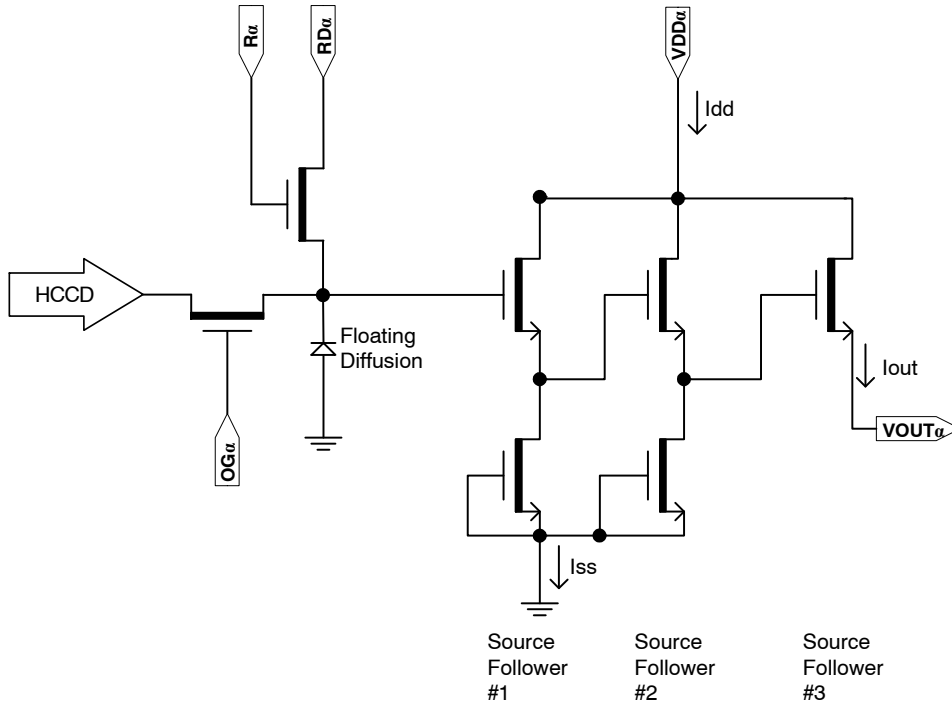 Rα
RDα
VDDα
Idd
HCCD
Floating
Diffusion
Iout
VOUTα
OGα
Iss
Source
Follower
#1
Source
Follower
#2
Source
Follower
#3